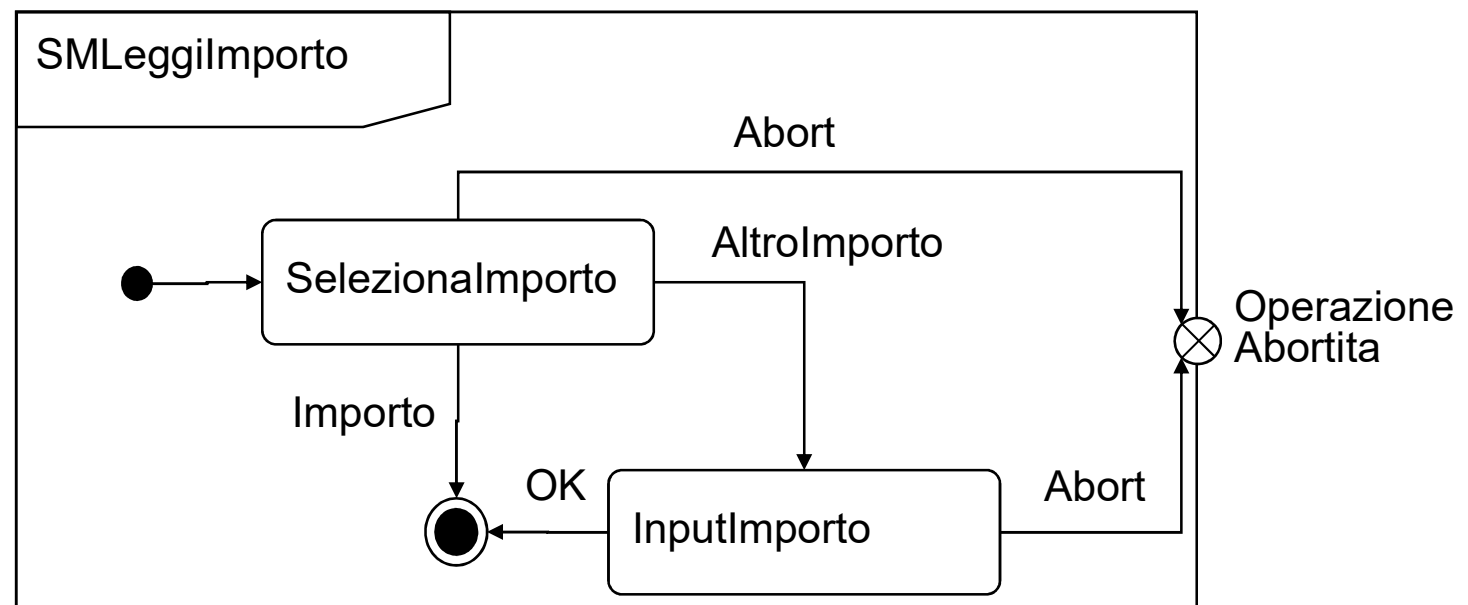 SMLeggiImporto
Abort
AltroImporto
SelezionaImporto
Operazione
Abortita
Importo
OK
Abort
InputImporto